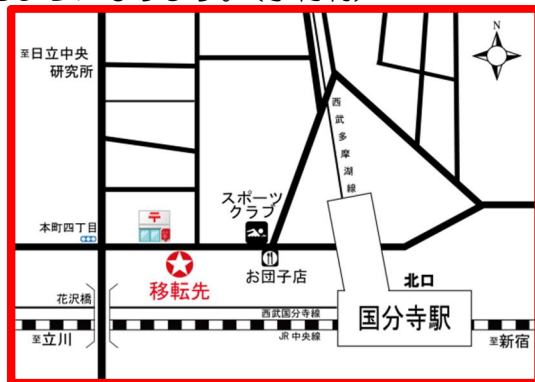 N
至日立中央
研究所
西武多摩湖線
スポーツ
クラブ
本町四丁目
〒
お団子店
移転先
北口
花沢橋
西武国分寺線
国分寺駅
至立川
JR 中央線
至新宿